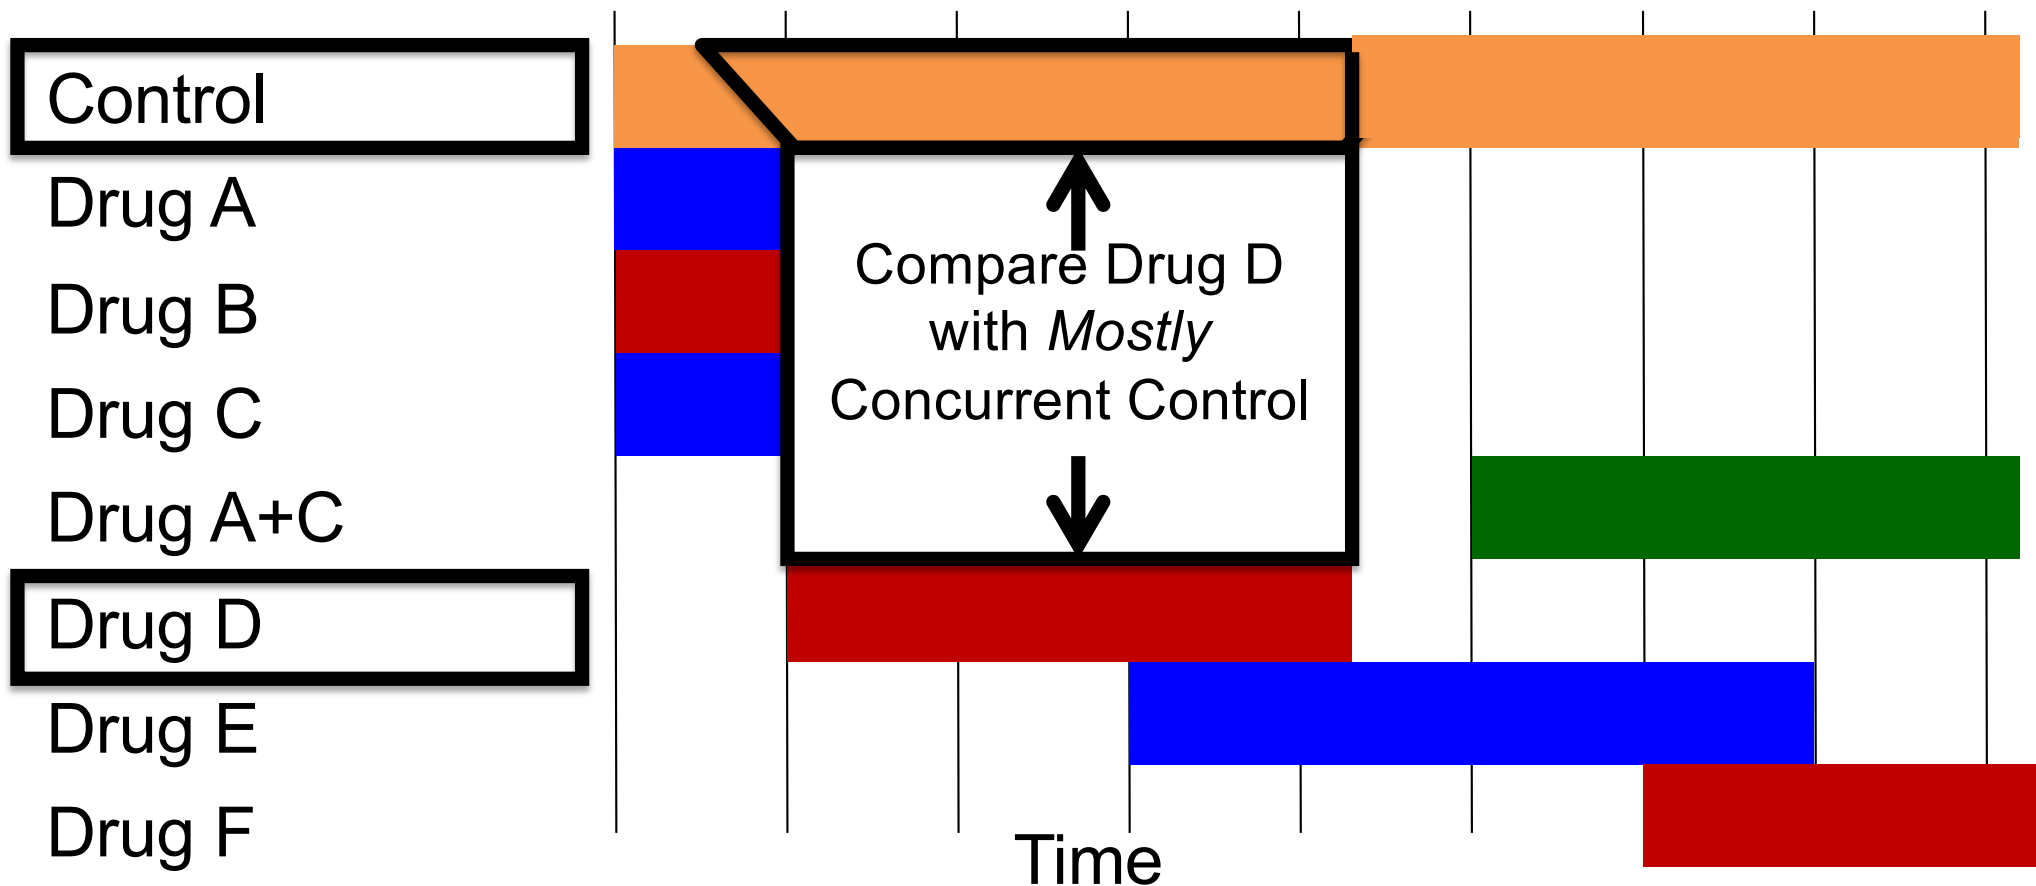 Control
Drug A
Drug B
Drug C
Drug A+C
Drug D
Drug E
Drug F
Compare Drug D
with Mostly
Concurrent Control
Time